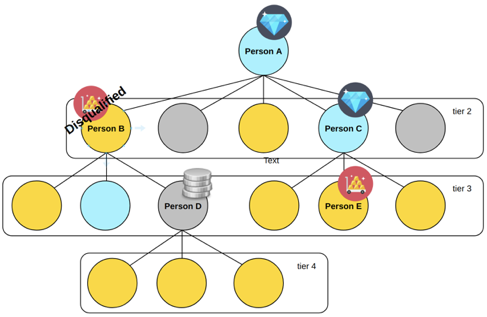 Person A
Disqualified
tier 2
Person B
Person C
Text
tier 3
Person D
Person E
tier 4